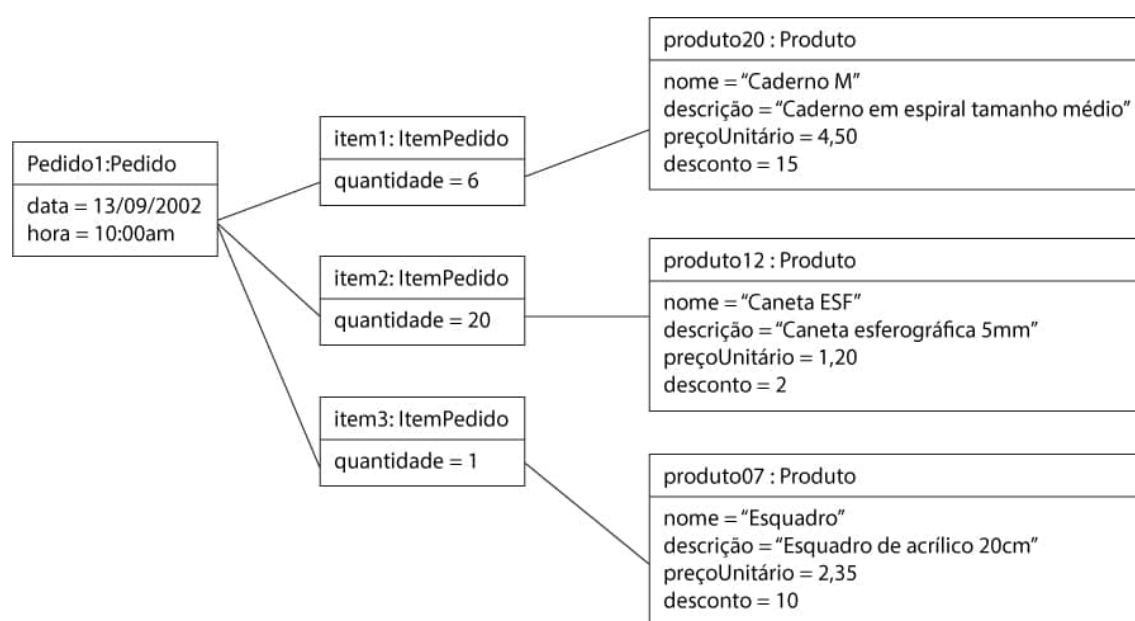 Pedido1:Pedido
data = 13/09/2002
hora = 10:00am
item1: ItemPedido
quantidade = 6
item2: ItemPedido
quantidade = 20
item3: ItemPedido
quantidade = 1
produto20 : Produto
nome = “Caderno M”
descrição = “Caderno em espiral tamanho médio”
preçoUnitário = 4,50
desconto = 15
produto12 : Produto
nome = “Caneta ESF”
descrição = “Caneta esferográfica 5mm”
preçoUnitário = 1,20
desconto = 2
produto07 : Produto
nome = “Esquadro”
descrição = “Esquadro de acrílico 20cm”
preçoUnitário = 2,35
desconto = 10